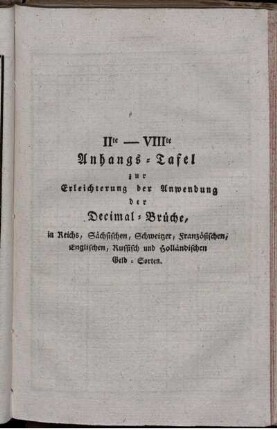 IIte — VIIIte
Anhangs-Tafel
zur
Erleichterung der Anwendung
der
Decimal-Brüche,
in Reichs, Sächsischen, Schweitzer, Französischen,
Englischen, Russisch und Holländischen
Geld-Sorten.